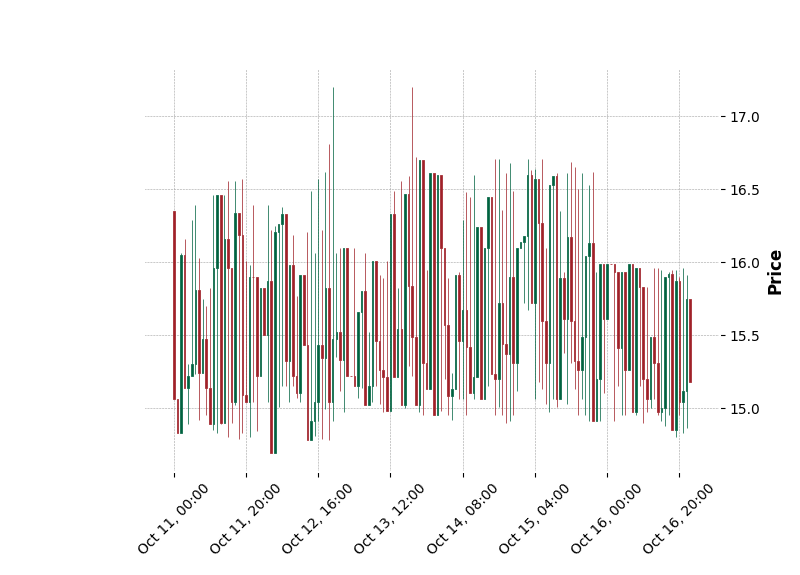 17.0
16.5
16.0
15.5
15.0
Price
Oct 11, 00:00
Oct 11, 20:00
Oct 12, 16:00
Oct 13, 12:00
Oct 14, 08:00
Oct 15, 04:00
Oct 16, 00:00
Oct 16, 20:00